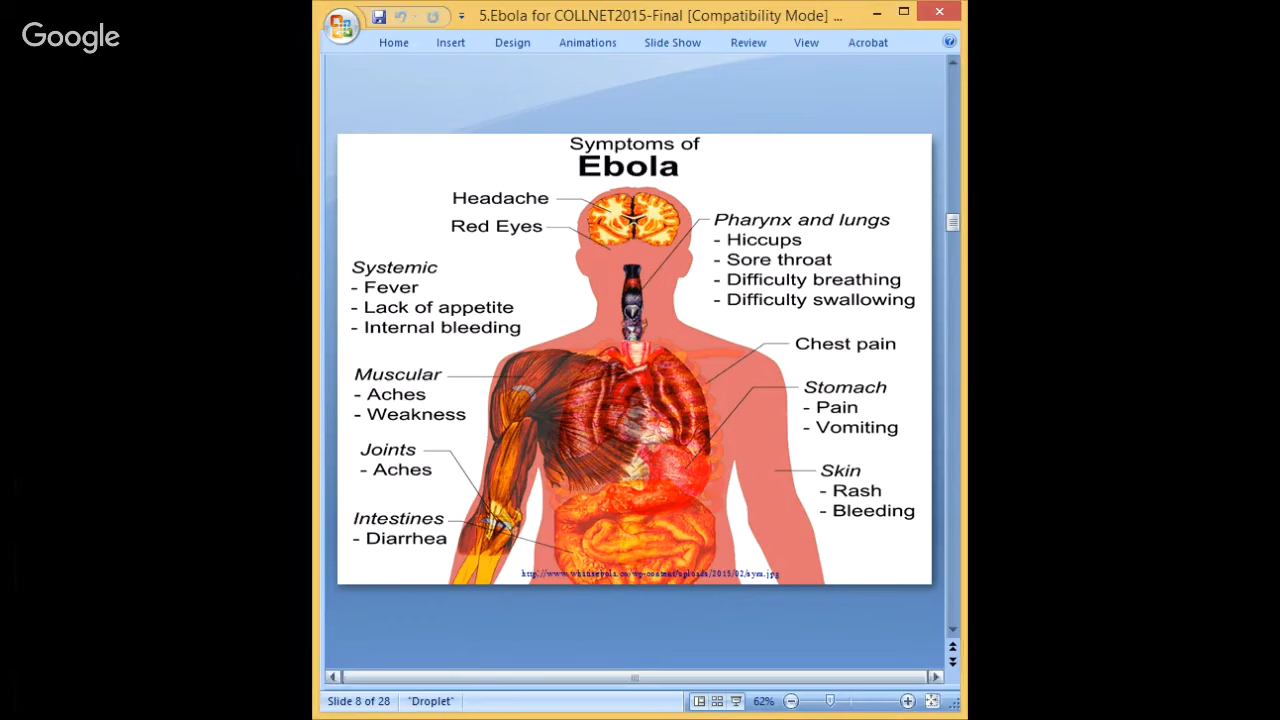 Google
5.Ebola for COLLNET2015-Final [Compatibility Mode] ...
Home Insert Design Animations Slide Show Review View Acrobat
Symptoms of
Ebola
Headache
Red Eyes
Systemic
- Fever
- Lack of appetite
- Internal bleeding
Muscular
- Aches
- Weakness
Joints
- Aches
Intestines
- Diarrhea
Pharynx and lungs
- Hiccups
- Sore throat
- Difficulty breathing
- Difficulty swallowing
Chest pain
Stomach
- Pain
- Vomiting
Skin
- Rash
- Bleeding
Slide 8 of 28 "Droplet" 62%